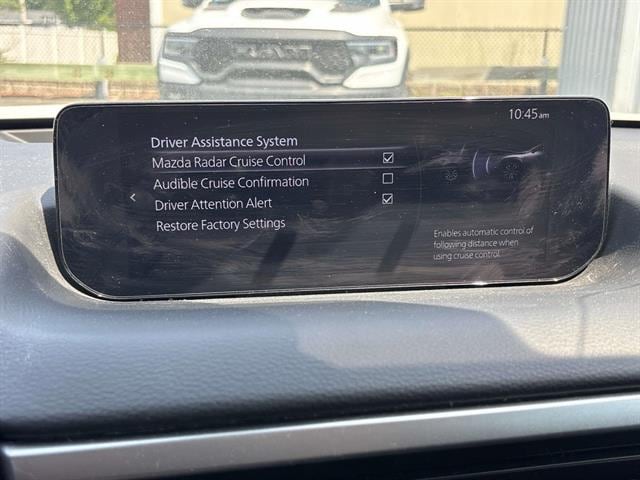 RAM
10:45 am
Driver Assistance System
Mazda Radar Cruise Control
Audible Cruise Confirmation
Driver Attention Alert
Restore Factory Settings
Enables automatic control of
following distance when
using cruise control.